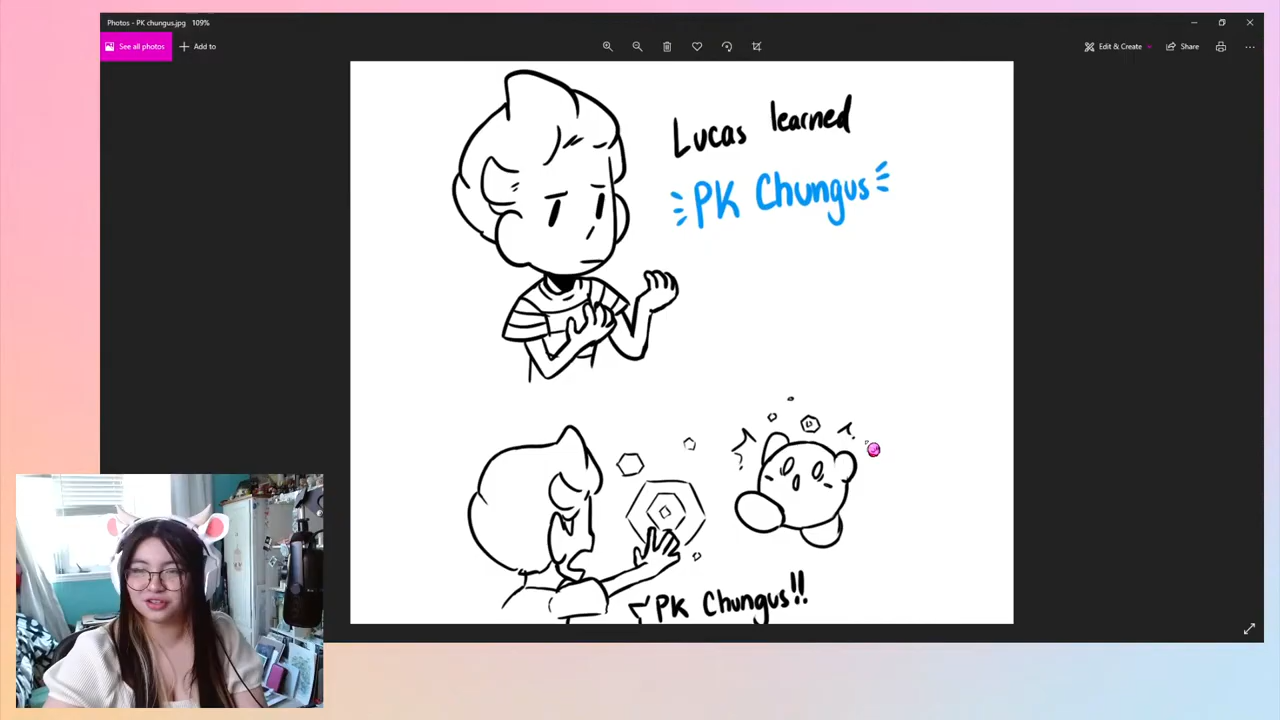 Photos - PK chungus.jpg 109%
See all photos
Add to
Edit & Create
Share
Lucas learned
PK Chungus
PK Chungus!!